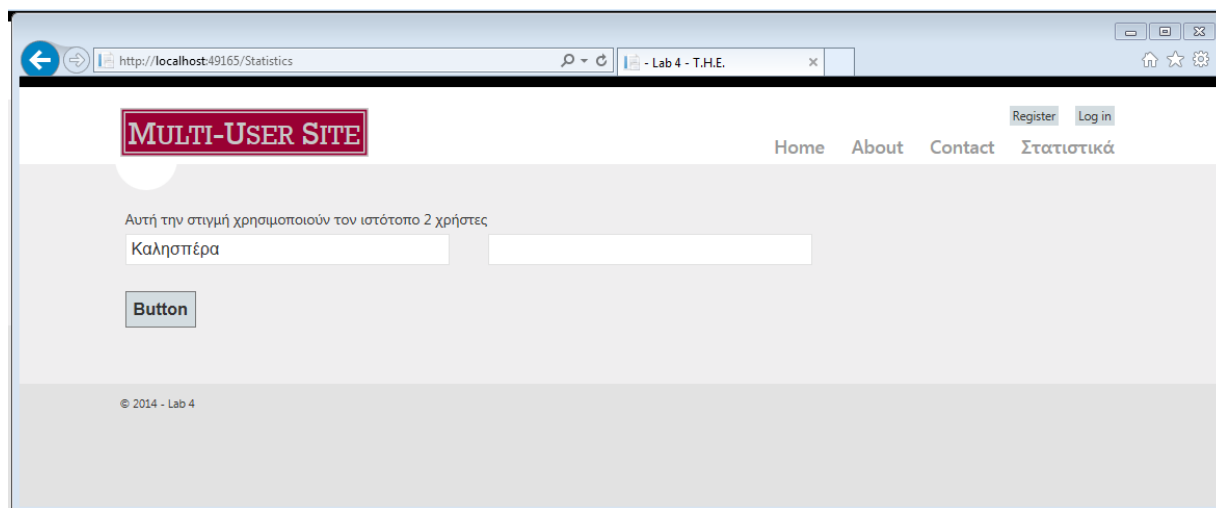 http://localhost:49165/Statistics
- Lab 4 - T.H.E.
MULTI-USER SITE
Register Log in
Home About Contact Στατιστικά
Αυτή την στιγμή χρησιμοποιούν τον ιστότοπο 2 χρήστες
Καλησπέρα
Button
© 2014 - Lab 4